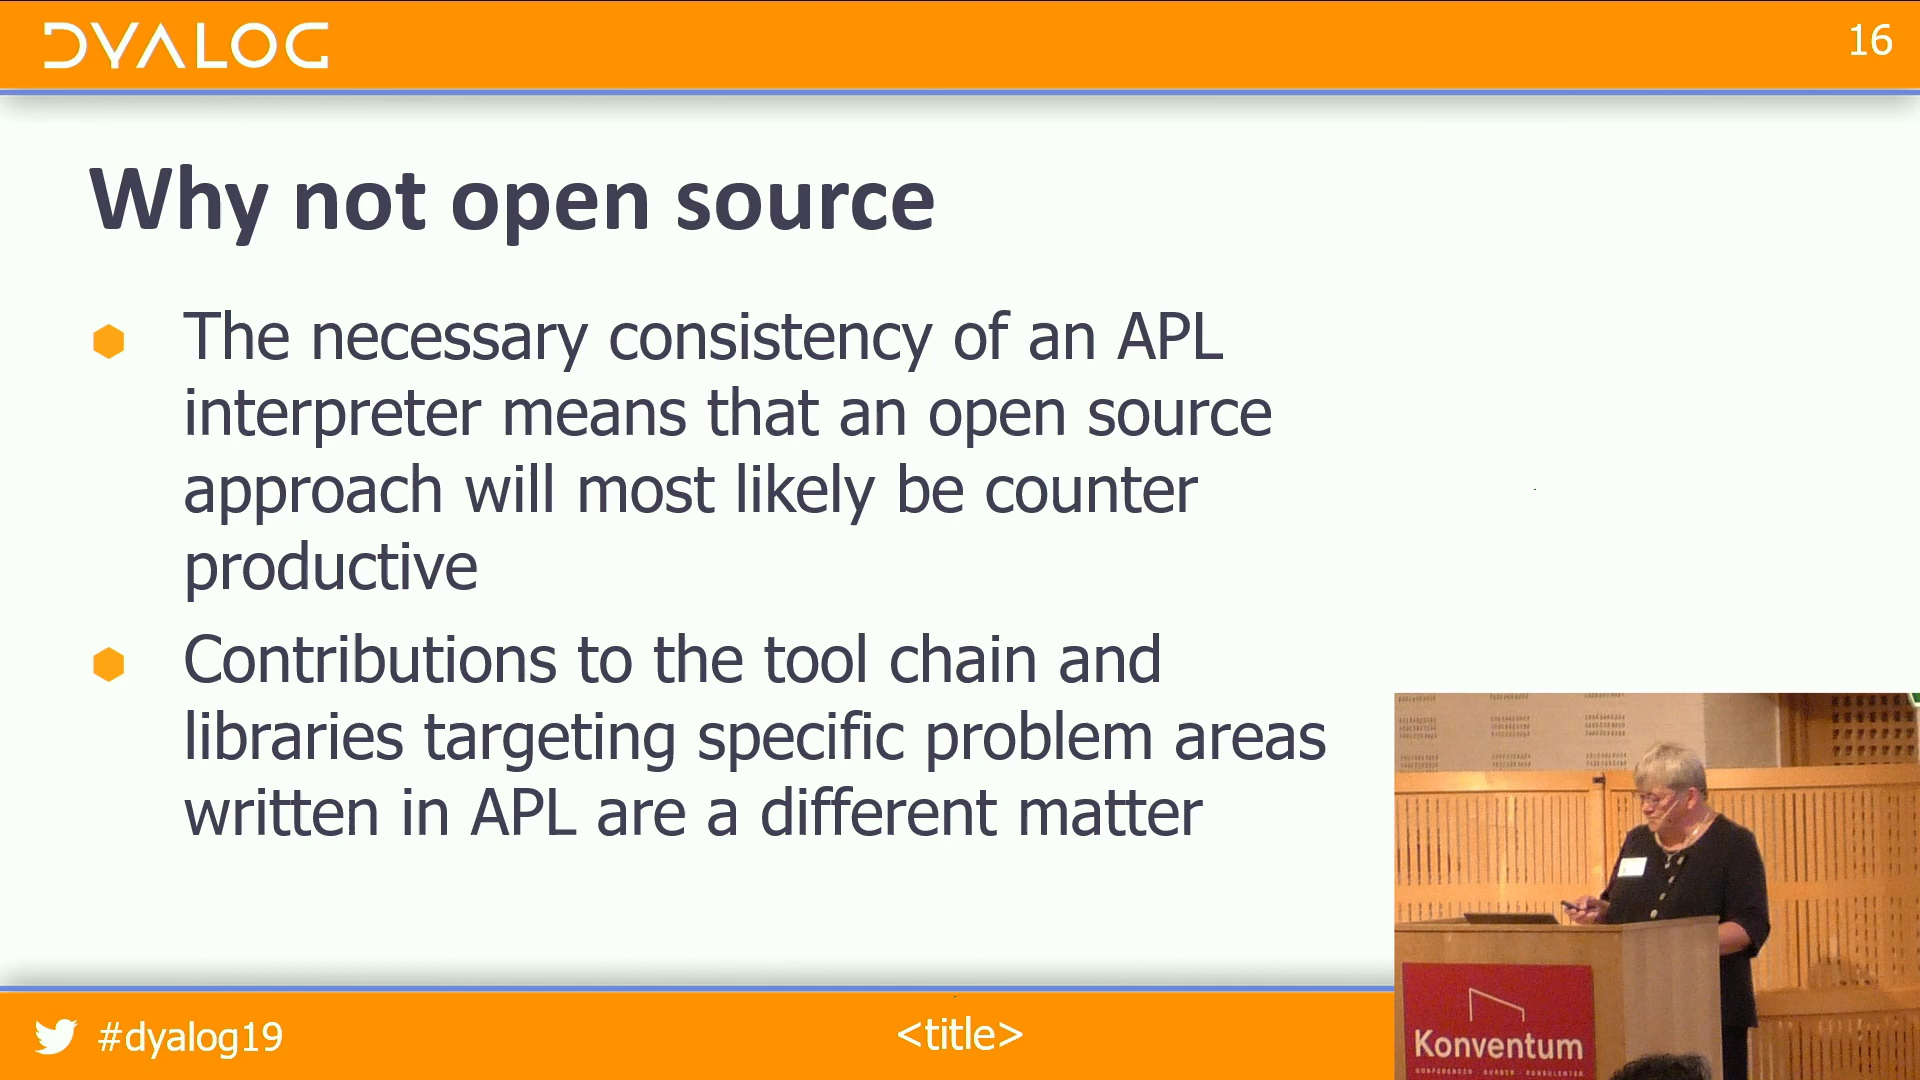 DYALOG
16
Why not open source
The necessary consistency of an APL
interpreter means that an open source
approach will most likely be counter
productive
Contributions to the tool chain and
libraries targeting specific problem areas
written in APL are a different matter
#dyalog19
<title>
Konventum